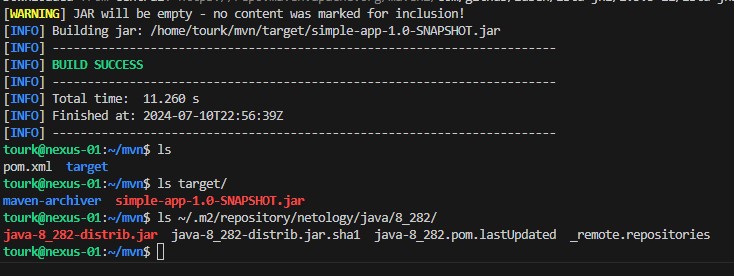 [WARNING] JAR will be empty - no content was marked for inclusion!
[INFO] Building jar: /home/tourk/mvn/target/simple-app-1.0-SNAPSHOT.jar
[INFO] ------------------------------------------------------------------------
[INFO] BUILD SUCCESS
[INFO] ------------------------------------------------------------------------
[INFO] Total time:  11.260 s
[INFO] Finished at: 2024-07-10T22:56:39Z
[INFO] ------------------------------------------------------------------------
tourk@nexus-01:~/mvn$ ls
pom.xml  target
tourk@nexus-01:~/mvn$ ls target/
maven-archiver  simple-app-1.0-SNAPSHOT.jar
tourk@nexus-01:~/mvn$ ls ~/.m2/repository/netology/java/8_282/
java-8_282-distrib.jar  java-8_282-distrib.jar.sha1  java-8_282.pom.lastUpdated  _remote.repositories
tourk@nexus-01:~/mvn$